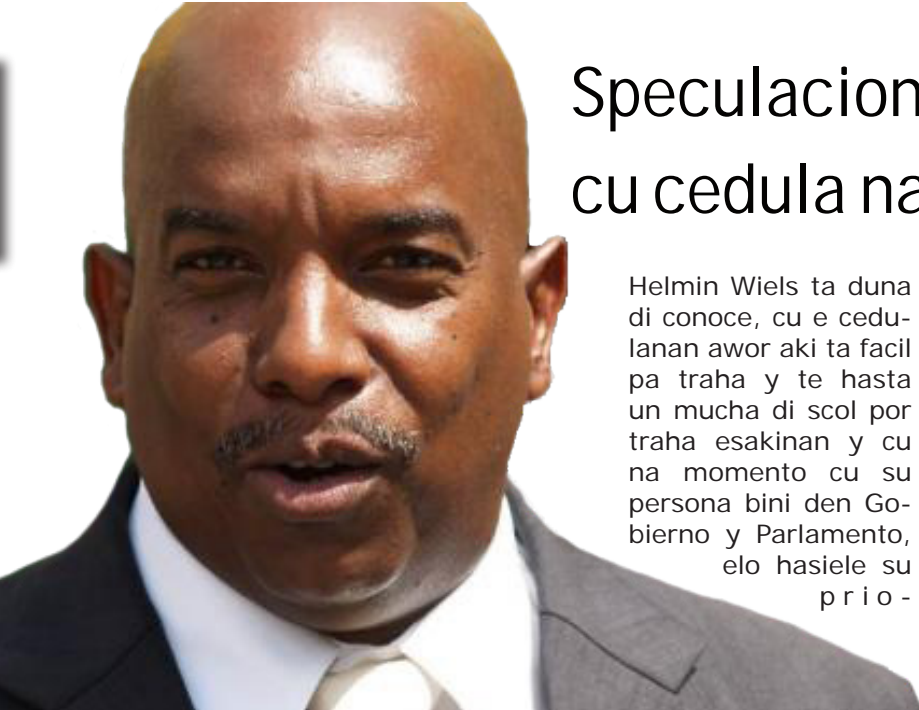 Speculacion
cu cedula na
Helmin Wiels ta duna
di conoce, cu e cedu-
lanan awor aki ta facil
pa traha y te hasta
un mucha di scol por
traha esakinan y cu
na momento cu su
persona bini den Go-
bierno y Parlamento,
elo hasiele su
prio-